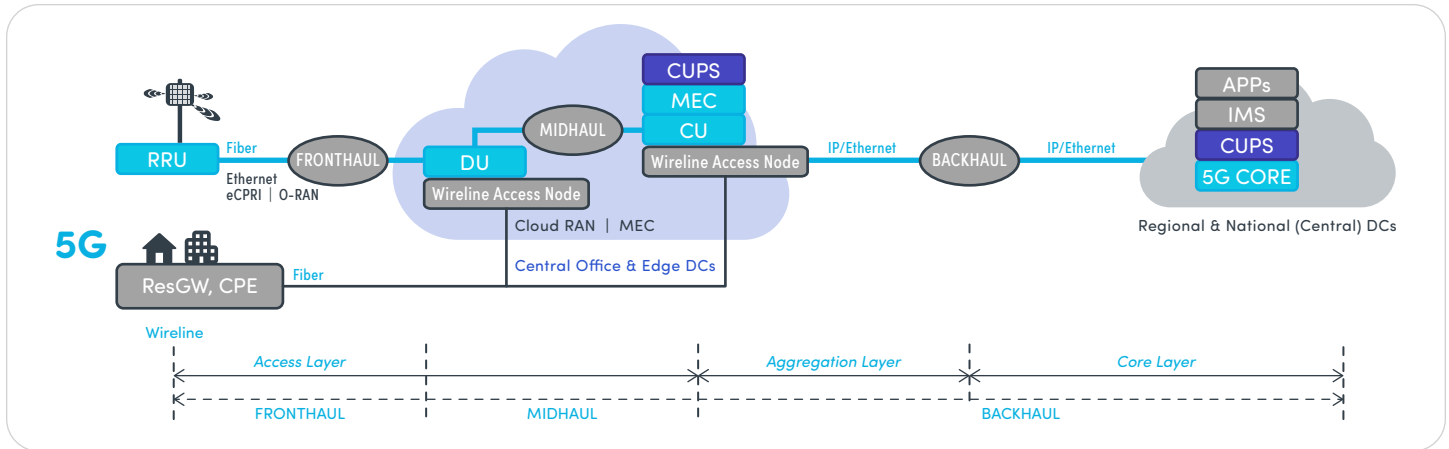 CUPS
MEC
CU
Wireline Access Node
MIDHAUL
APPs
IMS
CUPS
5G CORE
RRU
Fiber
FRONTHAUL
Ethernet
eCPRI | O-RAN
DU
Wireline Access Node
IP/Ethernet
BACKHAUL
IP/Ethernet
Cloud RAN | MEC
Regional & National (Central) DCs
5G
Central Office & Edge DCs
ResGW, CPE
Fiber
Wireline
Access Layer
Aggregation Layer
Core Layer
FRONTHAUL
MIDHAUL
BACKHAUL